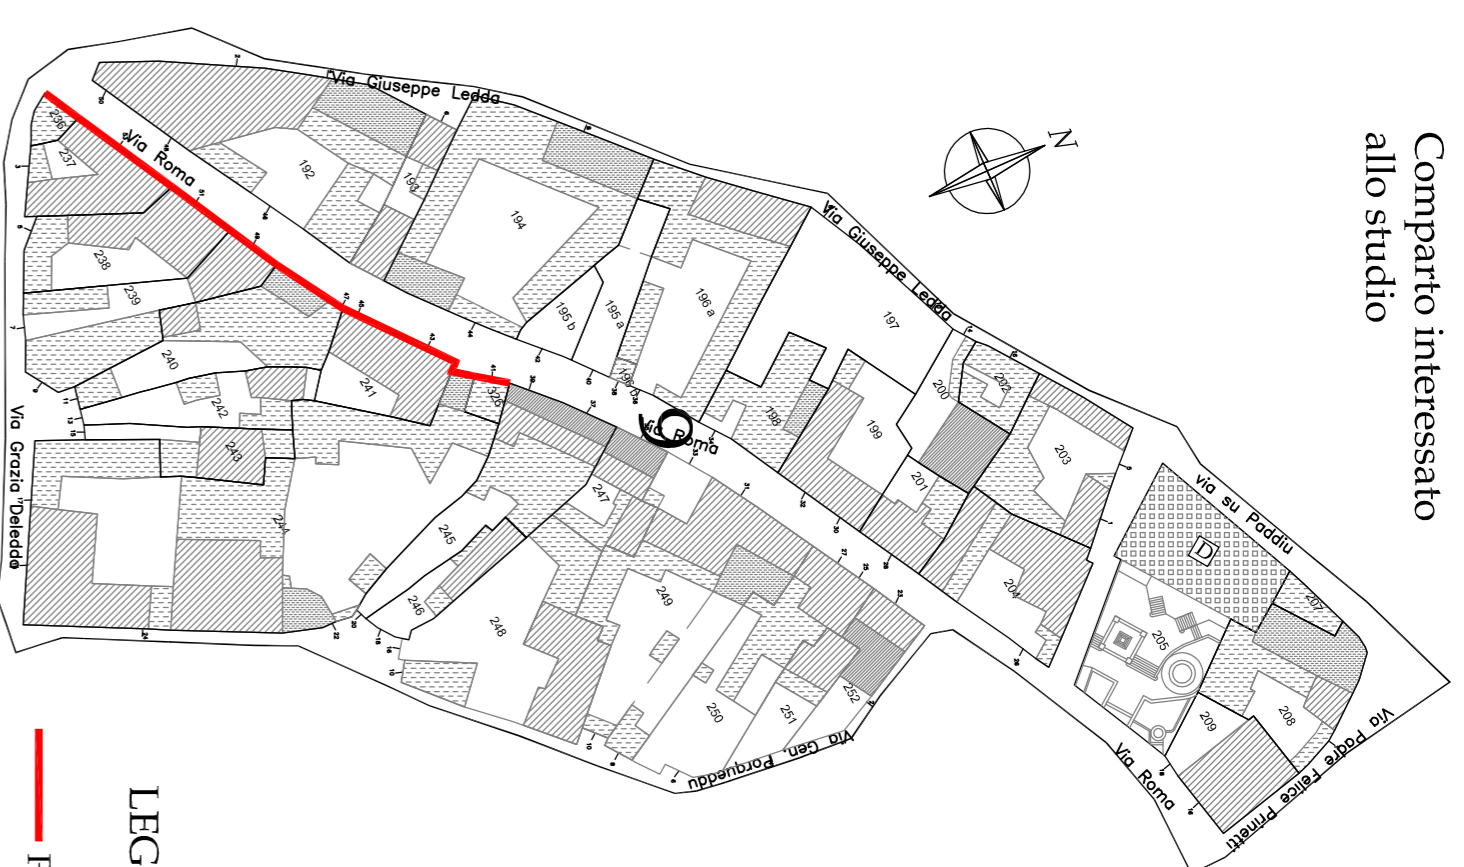 Comparto interessato
allo studio
N
Via Giuseppe Ledda
Via Roma
Via Giuseppe Ledda
via su Paddiu
Via Roma
9
Via Grazia Deledda
Via Gen. Porqueddu
Via Roma
Via Padre Felice Prinetti
D
236
237
238
239
240
241
242
243
244
245
246
247
248
249
250
251
252
326
192
193
194
195 b
195 a
196 a
196 b
197
198
199
200
201
202
203
204
205
207
208
209
LEG